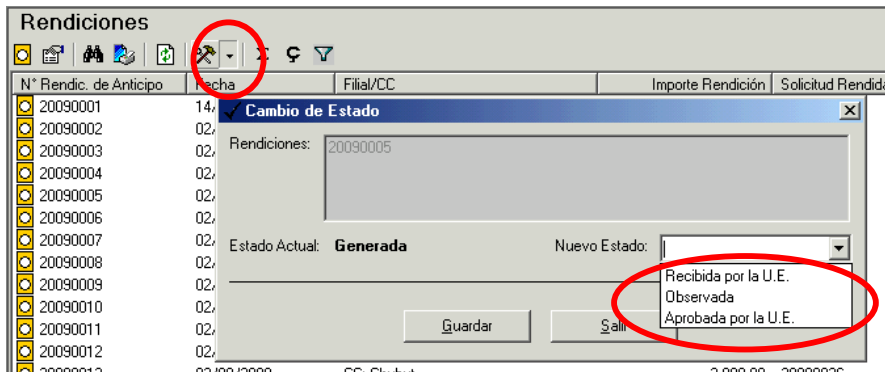 Rendiciones
Σ Ç
N° Rendic. de Anticipo Fecha Filial/CC Importe Rendición Solicitud Rendida
20090001 14/
Cambio de Estado
20090002 02/
Rendiciones: 20090005
20090003 02/
20090004 02/
20090005 02/
20090006 02/
20090007 02/
Estado Actual: Generada Nuevo Estado:
20090008 02/
Recibida por la U.E.
20090009 02/
Observada
20090010 02/
Aprobada por la U.E.
20090011 02/
Guardar Salir
20090012 02/